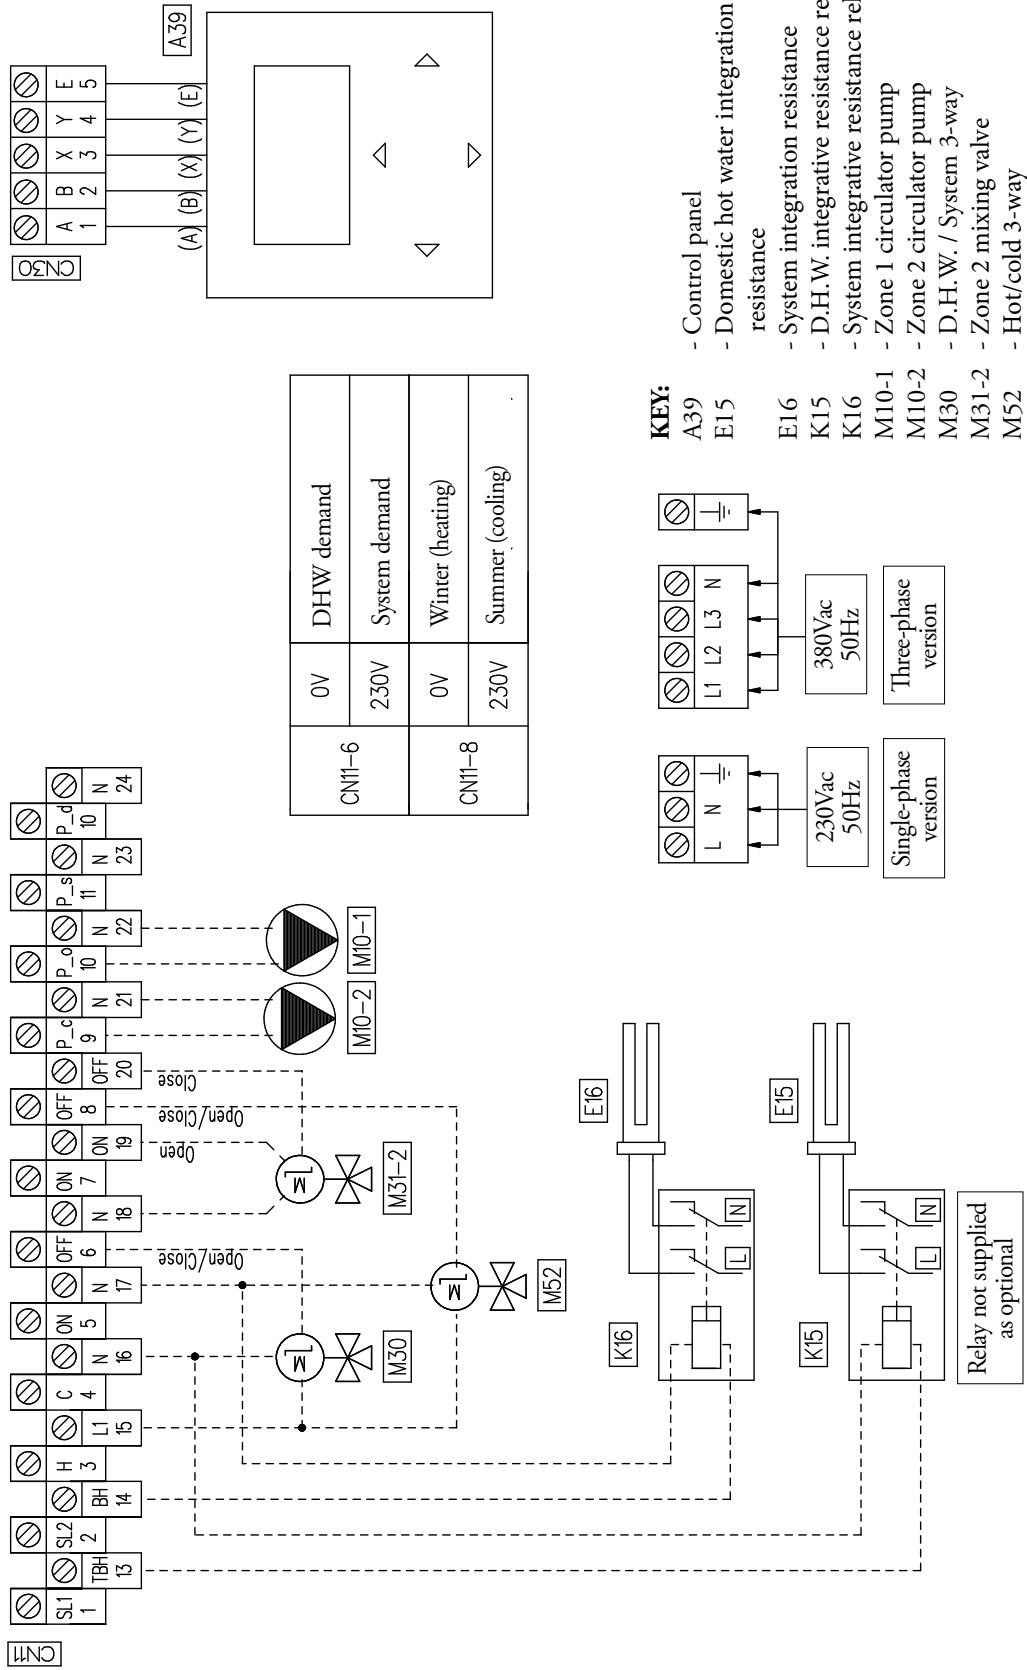 CN11
SL1 1
TBH 13
SL2 2
BH 14
H 3
L1 15
C 4
N 16
ON 5
N 17
OFF 6
N 18
ON 7
ON 19
OFF 8
OFF 20
P_c 9
N 21
P_o 10
N 22
P_s 11
N 23
P_d 10
N 24
Open/Close
Open
Open/Close
Close
M
M30
M
M52
M
M31-2
M10-2
M10-1
K16
L
N
E16
K15
L
N
E15
Relay not supplied
as optional
CN30
A 1
B 2
X 3
Y 4
E 5
(A) (B) (X) (Y) (E)
A39
CN11-6
0V DHW demand
230V System demand
CN11-8
0V Winter (heating)
230V Summer (cooling)
L N
230Vac
50Hz
Single-phase
version
L1 L2 L3 N
380Vac
50Hz
Three-phase
version
KEY:
A39 - Control panel
E15 - Domestic hot water integration
resistance
E16 - System integration resistance
K15 - D.H.W. integrative resistance
K16 - System integrative resistance
M10-1 - Zone 1 circulator pump
M10-2 - Zone 2 circulator pump
M30 - D.H.W. / System 3-way
M31-2 - Zone 2 mixing valve
M52 - Hot/cold 3-way